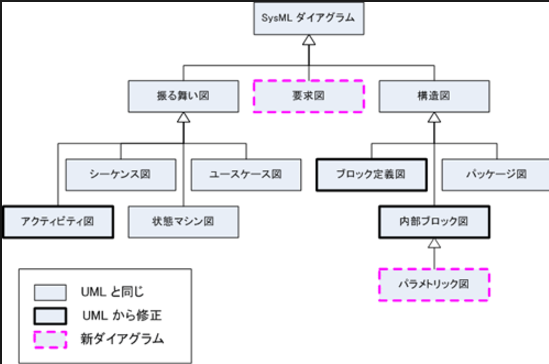 SysML ダイアグラム
振る舞い図
要求図
構造図
シーケンス図
ユースケース図
ブロック定義図
パッケージ図
アクティビティ図
状態マシン図
内部ブロック図
パラメトリック図
UML と同じ
UML から修正
新ダイアグラム